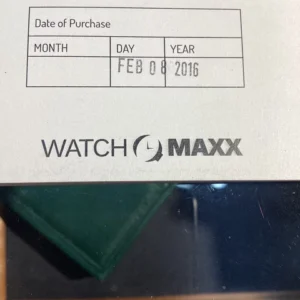 Date of Purchase
MONTH DAY YEAR
FEB 08 2016
WATCH MAXX